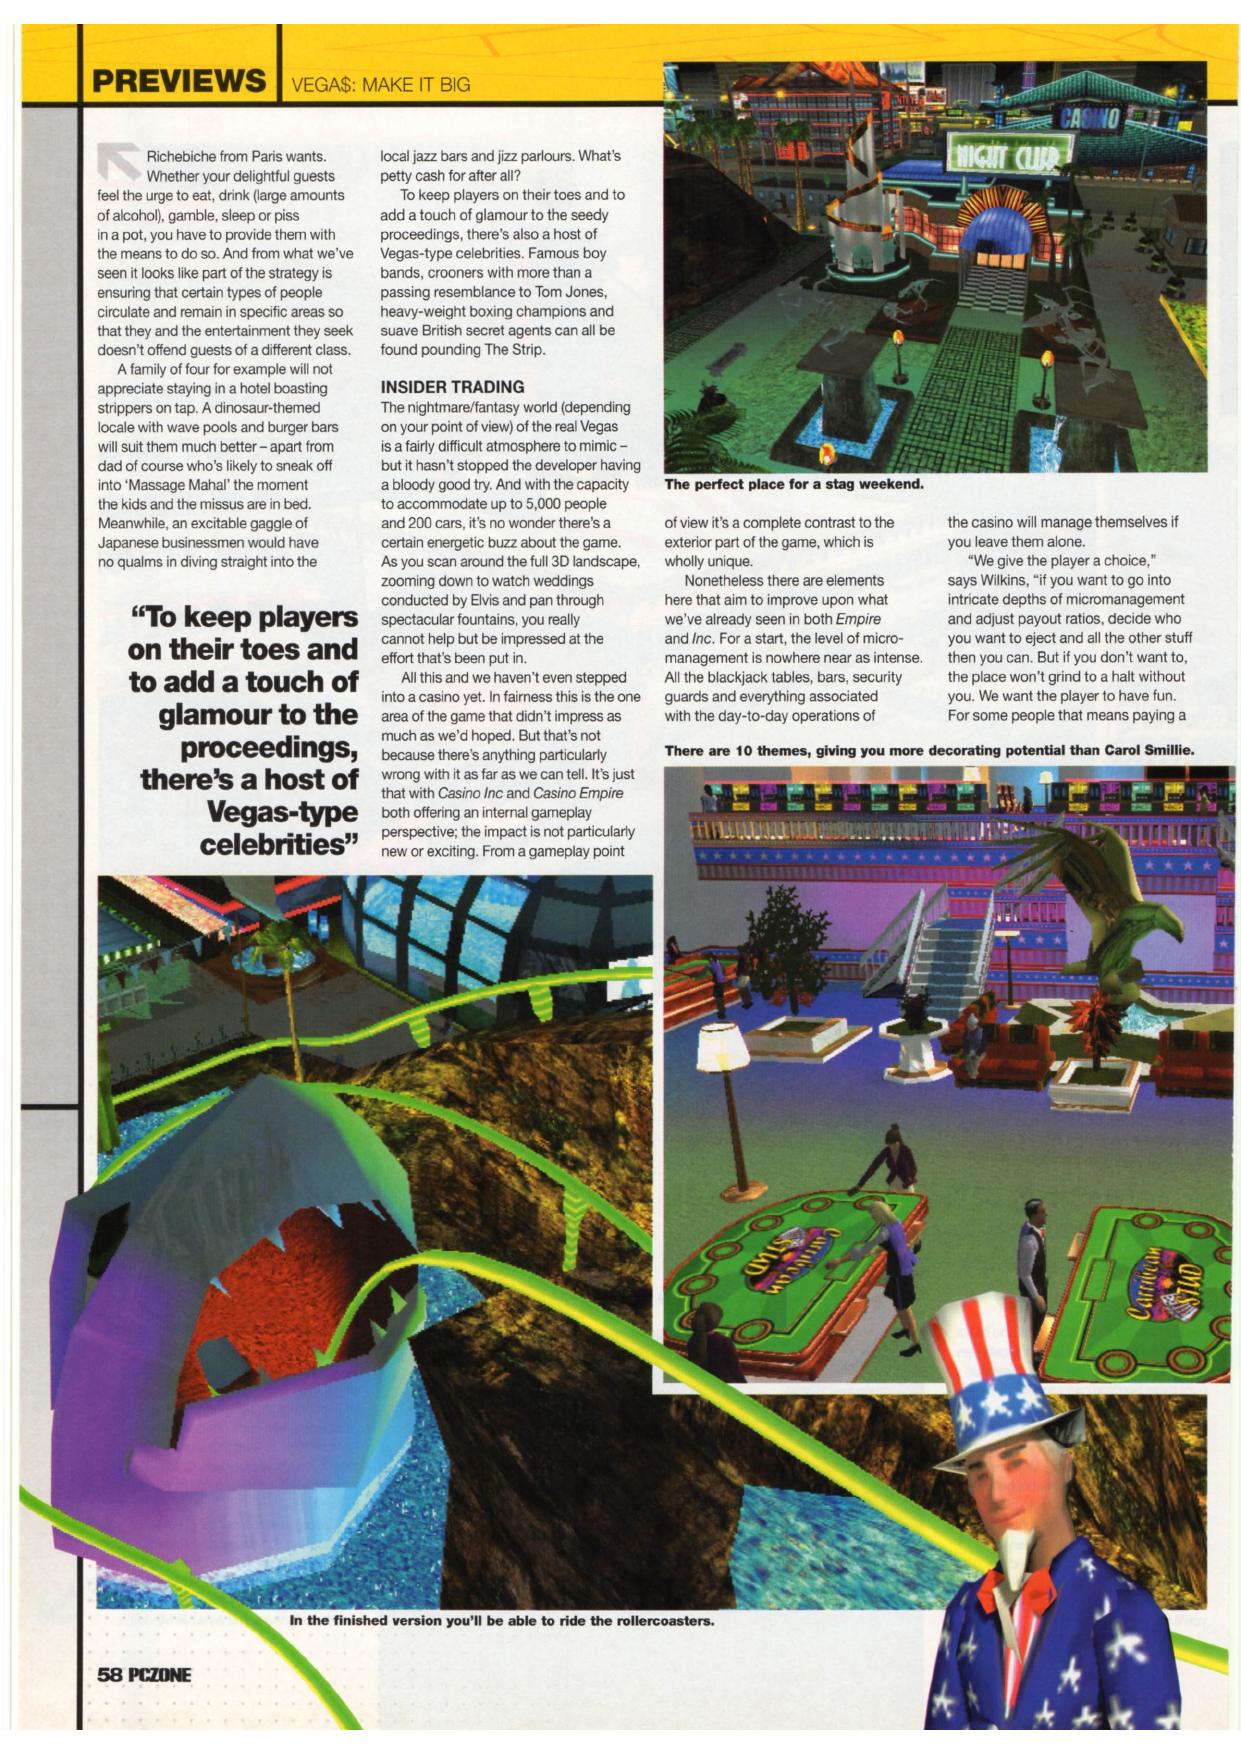 PREVIEWS
VEGA$: MAKE IT BIG
Richebiche from Paris wants.
Whether your delightful guests
feel the urge to eat, drink (large amounts
of alcohol), gamble, sleep or piss
in a pot, you have to provide them with
the means to do so. And from what we've
seen it looks like part of the strategy is
ensuring that certain types of people
circulate and remain in specific areas so
that they and the entertainment they seek
doesn't offend guests of a different class.
A family of four for example will not
appreciate staying in a hotel boasting
strippers on tap. A dinosaur-themed
locale with wave pools and burger bars
will suit them much better – apart from
dad of course who's likely to sneak off
into 'Massage Mahal' the moment
the kids and the missus are in bed.
Meanwhile, an excitable gaggle of
Japanese businessmen would have
no qualms in diving straight into the
"To keep players
on their toes and
to add a touch of
glamour to the
proceedings,
there's a host of
Vegas-type
celebrities"
local jazz bars and jizz parlours. What's
petty cash for after all?
To keep players on their toes and to
add a touch of glamour to the seedy
proceedings, there's also a host of
Vegas-type celebrities. Famous boy
bands, crooners with more than a
passing resemblance to Tom Jones,
heavy-weight boxing champions and
suave British secret agents can all be
found pounding The Strip.
INSIDER TRADING
The nightmare/fantasy world (depending
on your point of view) of the real Vegas
is a fairly difficult atmosphere to mimic –
but it hasn't stopped the developer having
a bloody good try. And with the capacity
to accommodate up to 5,000 people
and 200 cars, it's no wonder there's a
certain energetic buzz about the game.
As you scan around the full 3D landscape,
zooming down to watch weddings
conducted by Elvis and pan through
spectacular fountains, you really
cannot help but be impressed at the
effort that's been put in.
All this and we haven't even stepped
into a casino yet. In fairness this is the one
area of the game that didn't impress as
much as we'd hoped. But that's not
because there's anything particularly
wrong with it as far as we can tell. It's just
that with Casino Inc and Casino Empire
both offering an internal gameplay
perspective; the impact is not particularly
new or exciting. From a gameplay point
CASINO
NIGHT CLUB
The perfect place for a stag weekend.
of view it's a complete contrast to the
exterior part of the game, which is
wholly unique.
Nonetheless there are elements
here that aim to improve upon what
we've already seen in both Empire
and Inc. For a start, the level of micro-
management is nowhere near as intense.
All the blackjack tables, bars, security
guards and everything associated
with the day-to-day operations of
the casino will manage themselves if
you leave them alone.
"We give the player a choice,"
says Wilkins, "if you want to go into
intricate depths of micromanagement
and adjust payout ratios, decide who
you want to eject and all the other stuff
then you can. But if you don't want to,
the place won't grind to a halt without
you. We want the player to have fun.
For some people that means paying a
There are 10 themes, giving you more decorating potential than Carol Smillie.
Carribean
STUD
Carribean
STUD
In the finished version you'll be able to ride the rollercoasters.
58 PCZONE